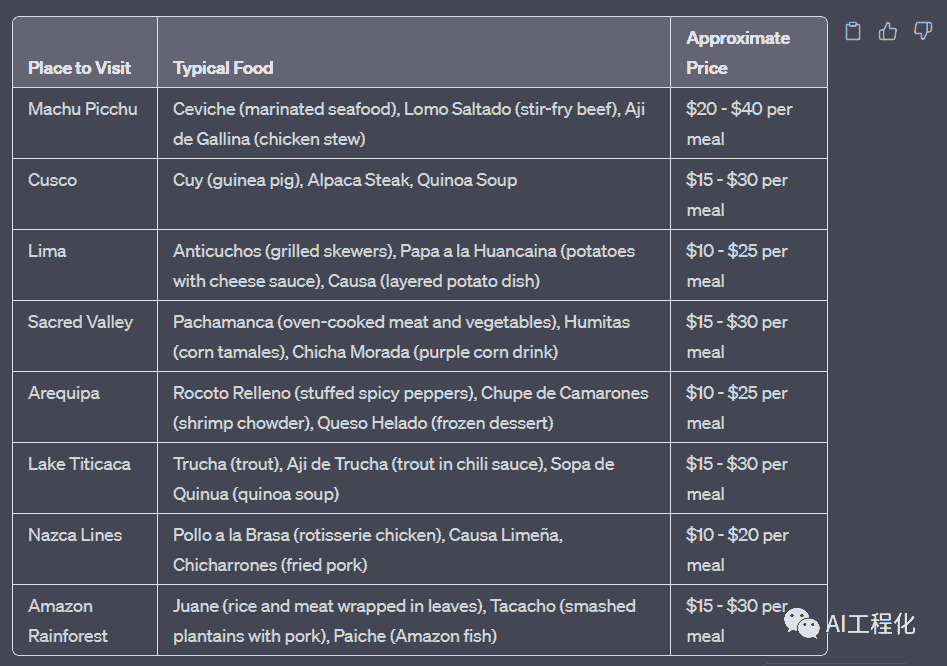 Place to Visit Typical Food Approximate
Price
Machu Picchu Ceviche (marinated seafood), Lomo Saltado (stir-fry beef), Aji $20 - $40 per
de Gallina (chicken stew) meal
Cusco Cuy (guinea pig), Alpaca Steak, Quinoa Soup $15 - $30 per
meal
Lima Anticuchos (grilled skewers), Papa a la Huancaina (potatoes $10 - $25 per
with cheese sauce), Causa (layered potato dish) meal
Sacred Valley Pachamanca (oven-cooked meat and vegetables), Humitas $15 - $30 per
(corn tamales), Chicha Morada (purple corn drink) meal
Arequipa Rocoto Relleno (stuffed spicy peppers), Chupe de Camarones $10 - $25 per
(shrimp chowder), Queso Helado (frozen dessert) meal
Lake Titicaca Trucha (trout), Aji de Trucha (trout in chili sauce), Sopa de $15 - $30 per
Quinua (quinoa soup) meal
Nazca Lines Pollo a la Brasa (rotisserie chicken), Causa Limeña, $10 - $20 per
Chicharrones (fried pork) meal
Amazon Juane (rice and meat wrapped in leaves), Tacacho (smashed $15 - $30 per
Rainforest plantains with pork), Paiche (Amazon fish) meal
AI工程化